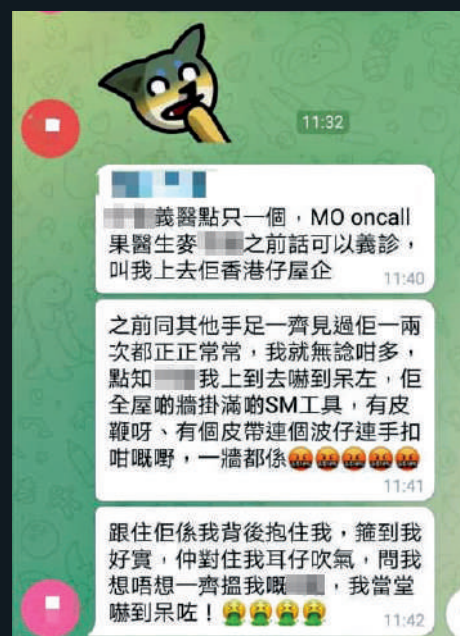 11:32
義醫點只一個，MO oncall
果醫生麥 之前話可以義診，
叫我上去佢香港仔屋企
11:40
之前同其他手足一齊見過佢一兩
次都正正常常，我就無諗咁多，
點知 我上到去嚇到呆左，佢
全屋啲牆掛滿啲SM工具，有皮
鞭呀、有個皮帶連個波仔連手扣
咁嘅嘢，一牆都係🤬🤬🤬🤬🤬
11:41
跟住佢係我背後抱住我，箍到我
好實，仲對住我耳仔吹氣，問我
想唔想一齊搵我嘅 ，我當堂
嚇到呆咗！🤮🤮🤮🤮
11:42